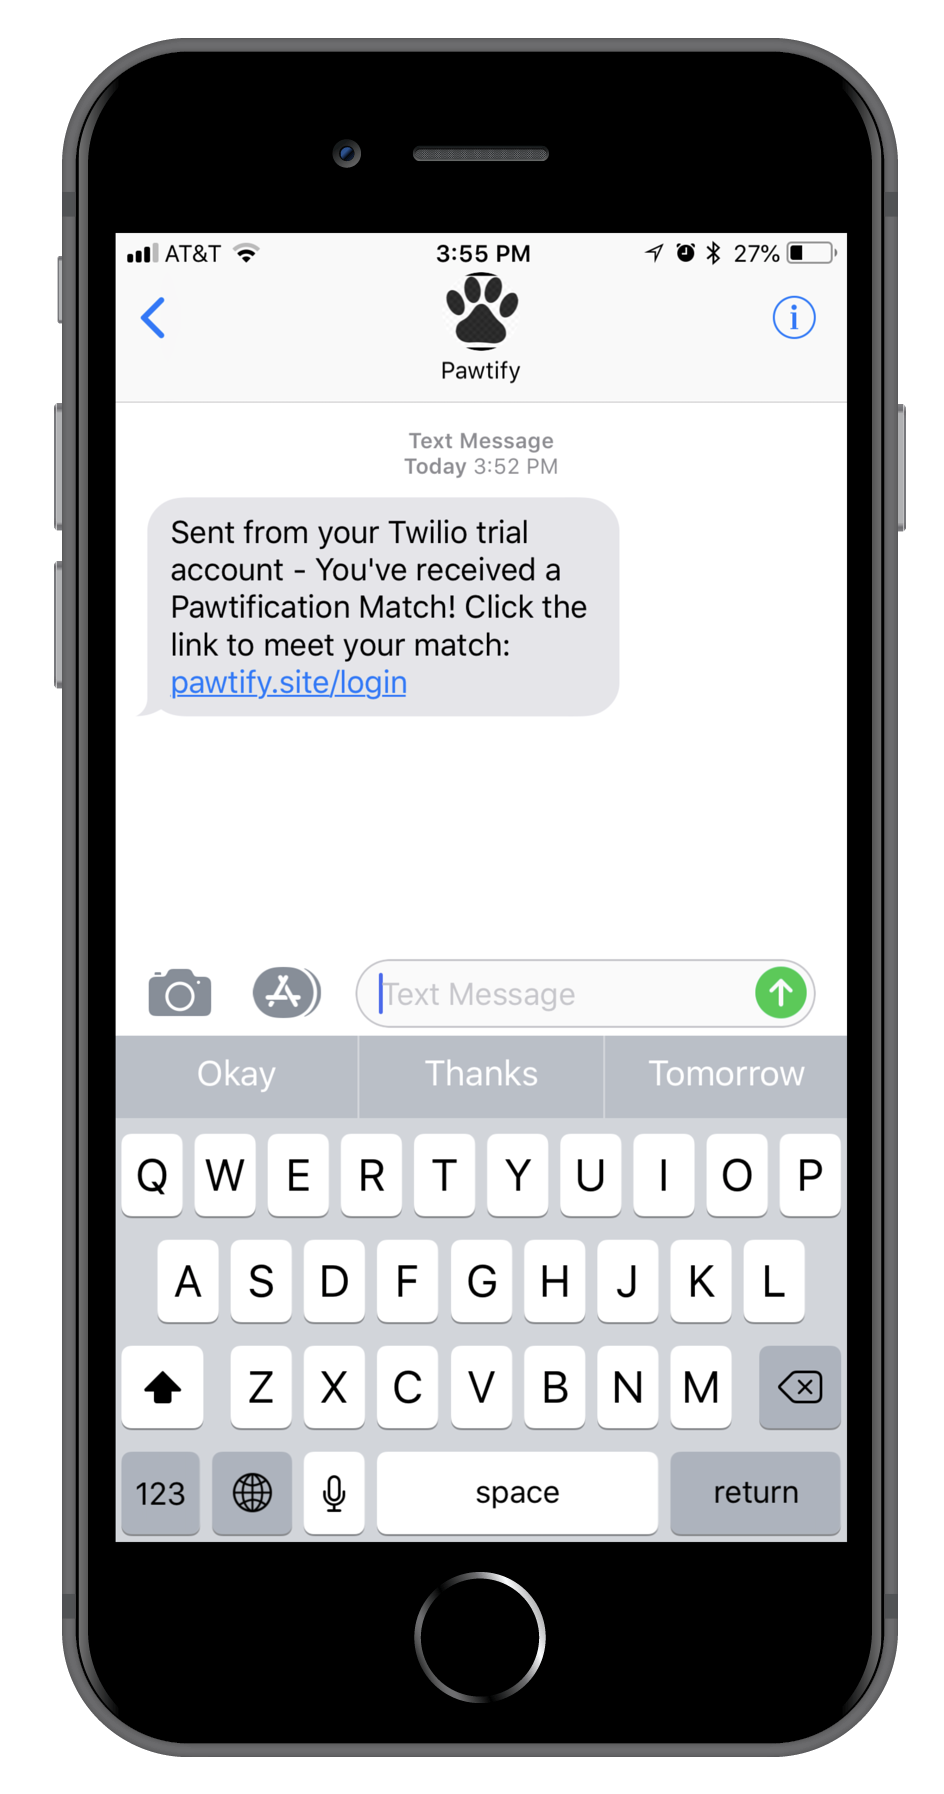 AT&T 3:55 PM 27%
Pawtify
Text Message
Today 3:52 PM
Sent from your Twilio trial
account - You've received a
Pawtification Match! Click the
link to meet your match:
pawtify.site/login
Text Message
Okay Thanks Tomorrow
Q W E R T Y U I O P
A S D F G H J K L
Z X C V B N M
123 space return